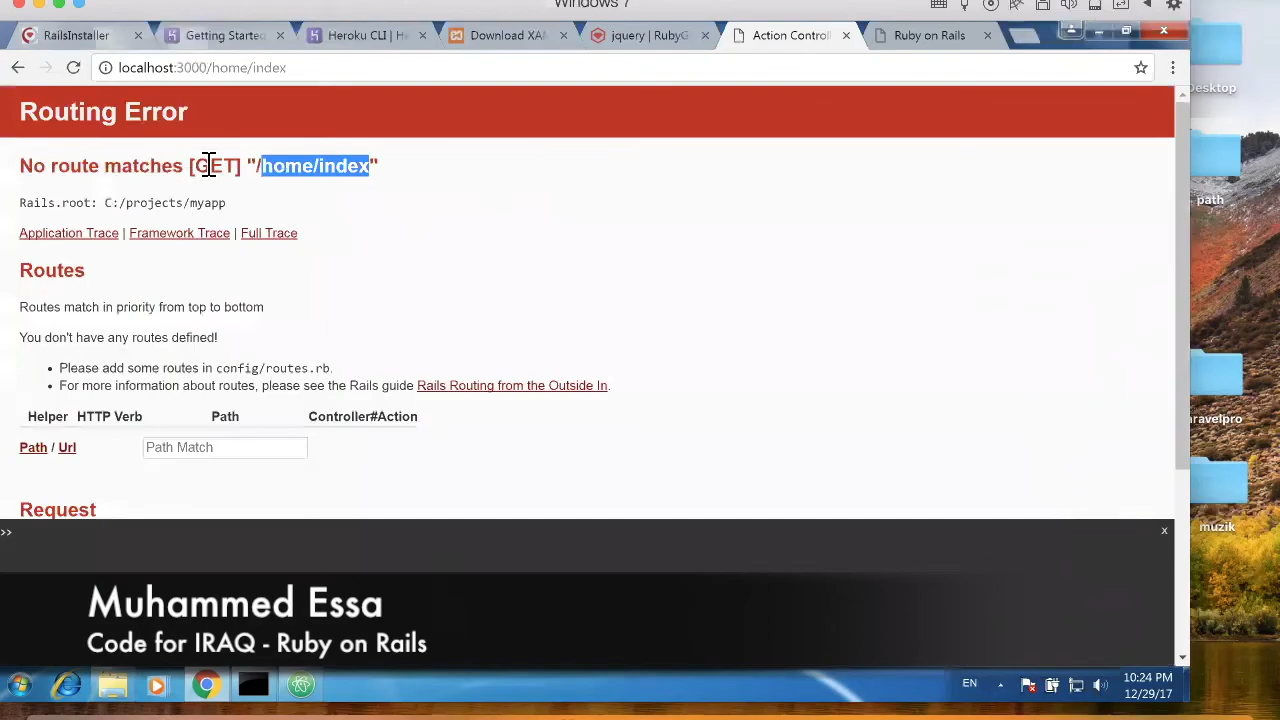 Windows 7
RailsInstaller
Getting Started
Heroku CLI | He
Download XAM
jquery | RubyG
Action Controll
Ruby on Rails
localhost:3000/home/index
Routing Error
No route matches [GET] "/home/index"
Rails.root: C:/projects/myapp
Application Trace | Framework Trace | Full Trace
Routes
Routes match in priority from top to bottom
You don't have any routes defined!
• Please add some routes in config/routes.rb.
• For more information about routes, please see the Rails guide Rails Routing from the Outside In.
Helper HTTP Verb Path Controller#Action
Path / Url Path Match
Request
>>
x
Muhammed Essa
Code for IRAQ - Ruby on Rails
EN
10:24 PM
12/29/17
Desktop
path
ravelpro
muzik